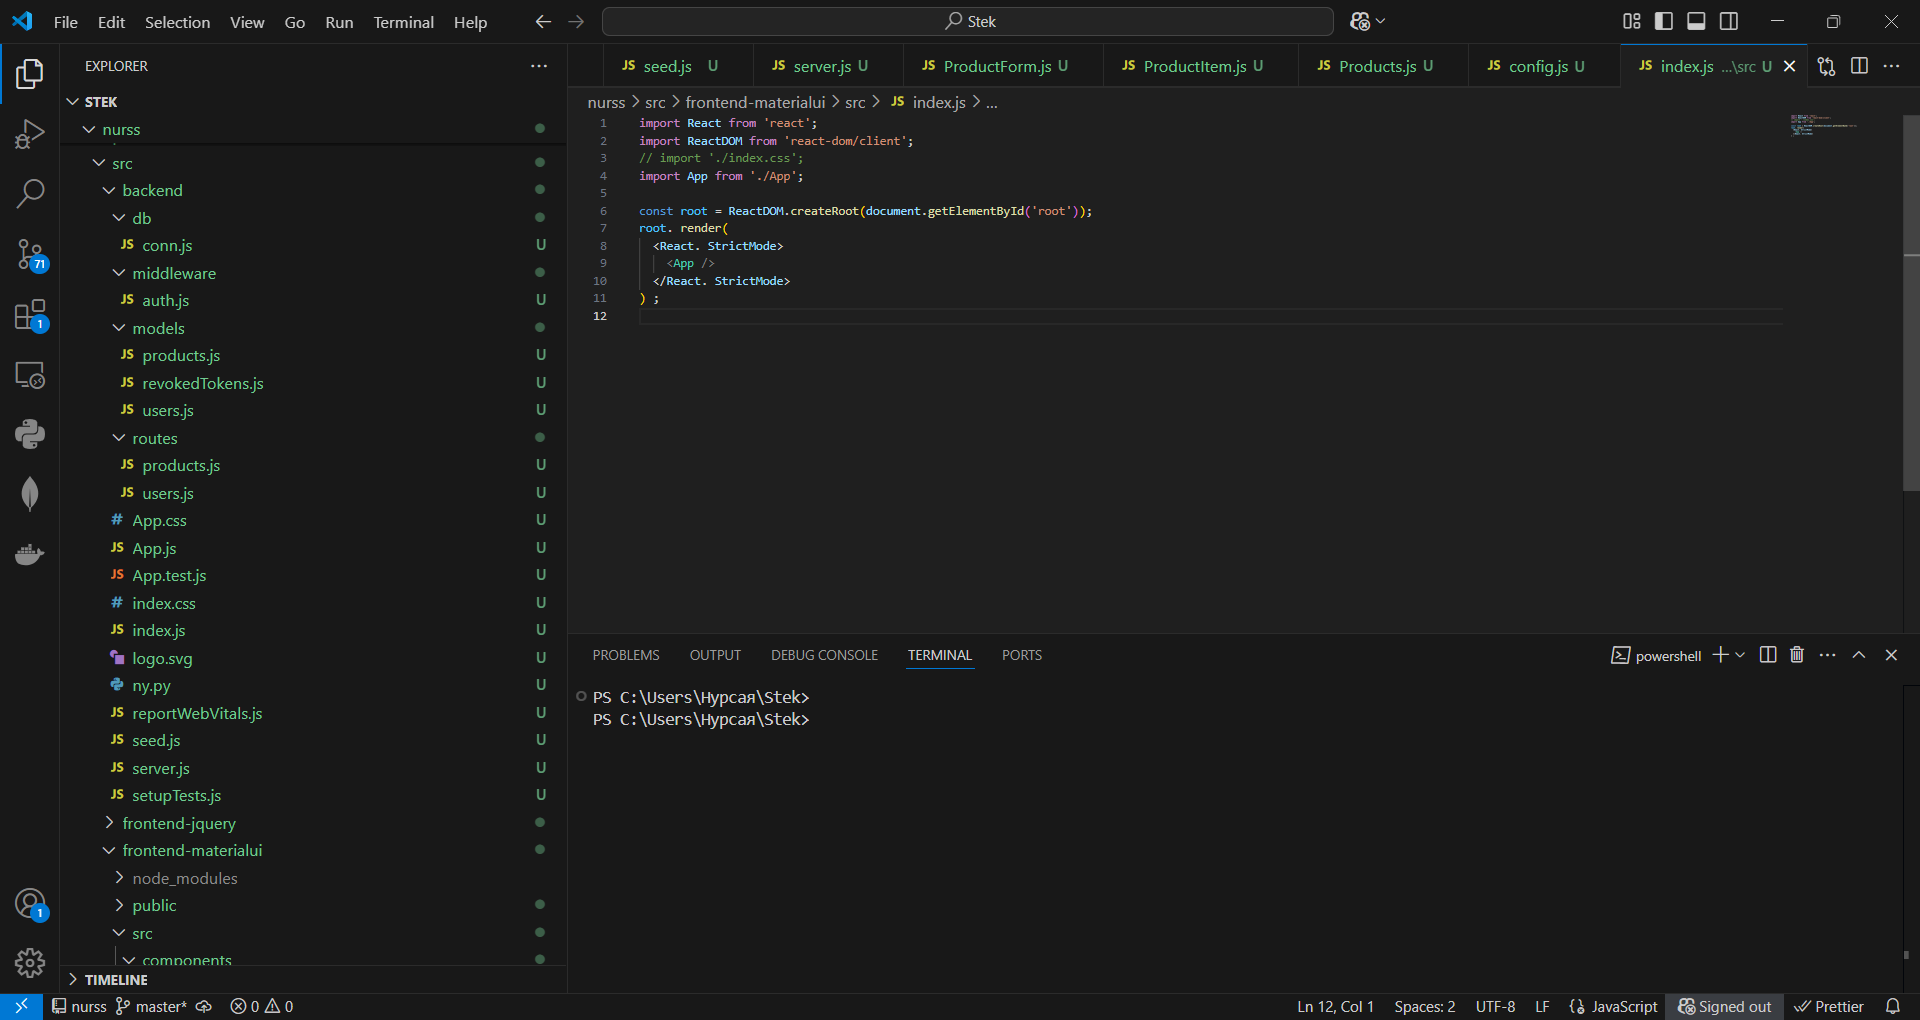 File Edit Selection View Go Run Terminal Help
Stek
EXPLORER
STEK
nurss
src
backend
db
JS conn.js U
middleware
JS auth.js U
models
JS products.js U
JS revokedTokens.js U
JS users.js U
routes
JS products.js U
JS users.js U
# App.css U
JS App.js U
JS App.test.js U
# index.css U
JS index.js U
logo.svg U
ny.py U
JS reportWebVitals.js U
JS seed.js U
JS server.js U
JS setupTests.js U
frontend-jquery
frontend-materialui
node_modules
public
src
components
TIMELINE
71
1
1
JS seed.js U JS server.js U JS ProductForm.js U JS ProductItem.js U JS Products.js U JS config.js U JS index.js ...\src U
nurss > src > frontend-materialui > src > JS index.js > ...
1 import React from 'react';
2 import ReactDOM from 'react-dom/client';
3 // import './index.css';
4 import App from './App';
5
6 const root = ReactDOM.createRoot(document.getElementById('root'));
7 root. render(
8 <React. StrictMode>
9 <App />
10 </React. StrictMode>
11 ) ;
12
PROBLEMS OUTPUT DEBUG CONSOLE TERMINAL PORTS
powershell
PS C:\Users\Нурсая\Stek>
PS C:\Users\Нурсая\Stek>
nurss master* 0 0
Ln 12, Col 1 Spaces: 2 UTF-8 LF {} JavaScript Signed out Prettier